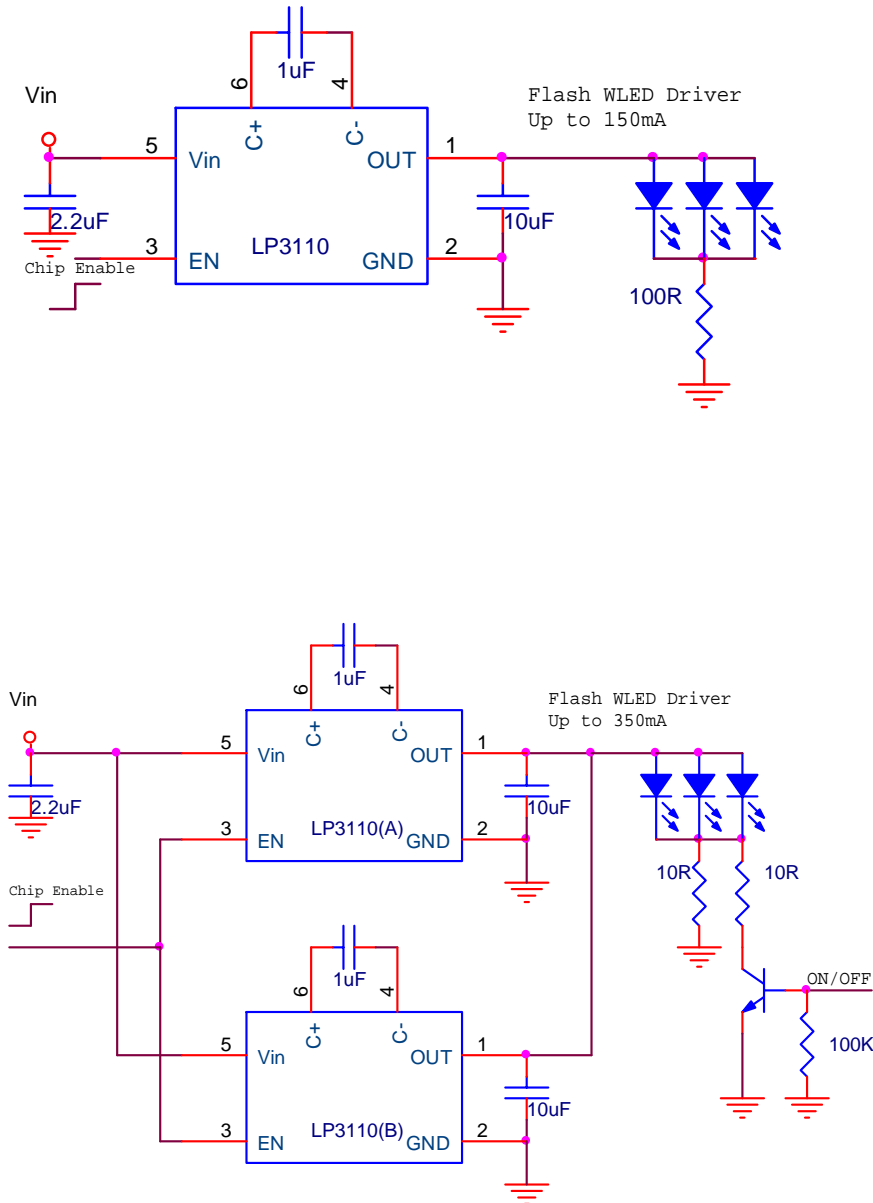 1uF
6
4
Vin
Flash WLED Driver
Up to 150mA
C+
C-
5
Vin
OUT
1
2.2uF
10uF
3
EN
LP3110
GND
2
Chip Enable
100R
1uF
6
4
Vin
Flash WLED Driver
Up to 350mA
C+
C-
5
Vin
OUT
1
2.2uF
10uF
3
EN
LP3110(A)
GND
2
10R
10R
Chip Enable
1uF
6
4
ON/OFF
C+
C-
5
Vin
OUT
1
100K
10uF
3
EN
LP3110(B)
GND
2